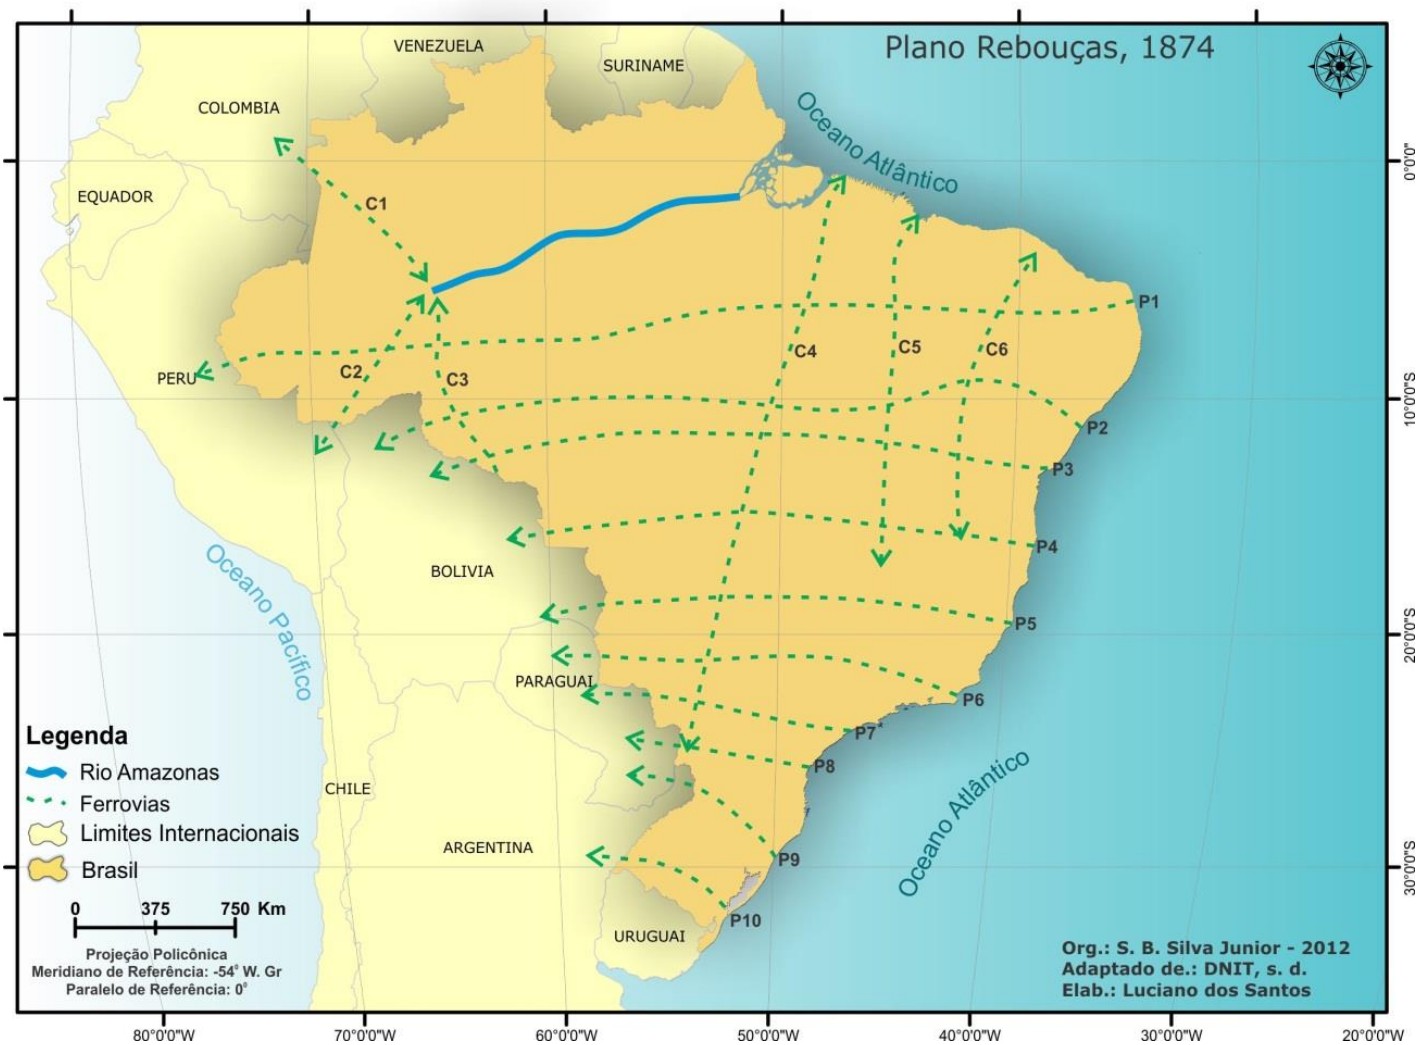 Plano Rebouças, 1874
VENEZUELA
SURINAME
COLOMBIA
EQUADOR
PERU
BOLIVIA
PARAGUAI
CHILE
ARGENTINA
URUGUAI
Oceano Atlântico
Oceano Pacífico
Oceano Atlântico
C1
C2
C3
C4
C5
C6
P1
P2
P3
P4
P5
P6
P7
P8
P9
P10
0°0'0"
10°0'0"S
20°0'0"S
30°0'0"S
Legenda
Rio Amazonas
Ferrovias
Limites Internacionais
Brasil
0 375 750 Km
Projeção Policônica
Meridiano de Referência: -54° W. Gr
Paralelo de Referência: 0°
Org.: S. B. Silva Junior - 2012
Adaptado de.: DNIT, s. d.
Elab.: Luciano dos Santos
80°0'0"W 70°0'0"W 60°0'0"W 50°0'0"W 40°0'0"W 30°0'0"W 20°0'0"W